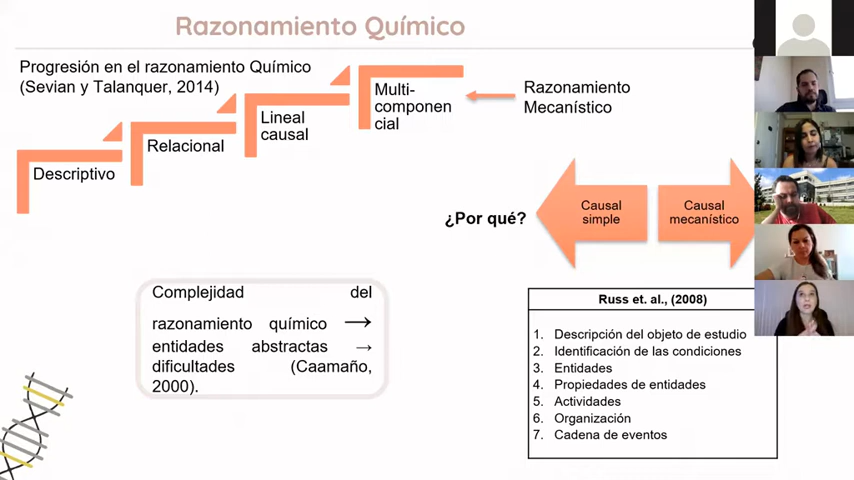 Razonamiento Químico
Progresión en el razonamiento Químico
(Sevian y Talanquer, 2014)
Descriptivo
Relacional
Lineal
causal
Multi-
componen
cial
Razonamiento
Mecanístico
¿Por qué?
Causal
simple
Causal
mecanístico
Complejidad del
razonamiento químico →
entidades abstractas →
dificultades (Caamaño,
2000).
Russ et. al., (2008)
1. Descripción del objeto de estudio
2. Identificación de las condiciones
3. Entidades
4. Propiedades de entidades
5. Actividades
6. Organización
7. Cadena de eventos